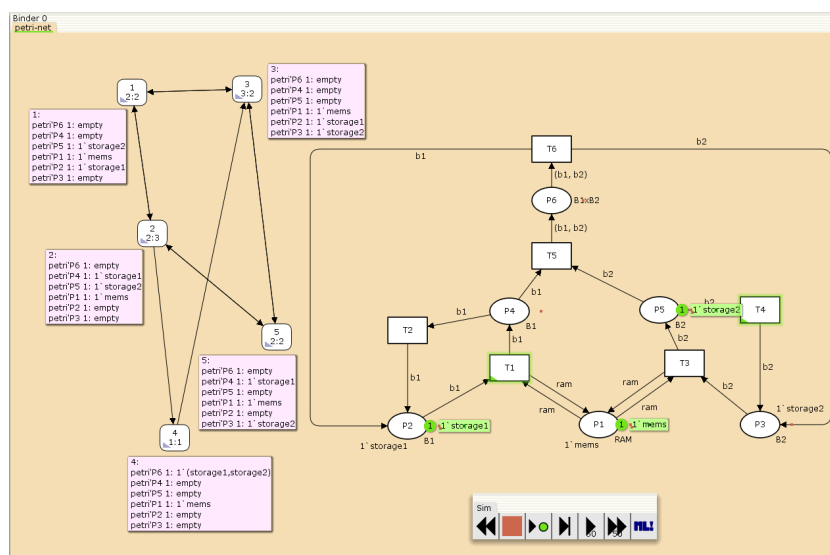 Binder 0
petri-net
1
2:2
1:
petri'P6 1: empty
petri'P4 1: empty
petri'P5 1: 1`storage2
petri'P1 1: 1`mems
petri'P2 1: 1`storage1
petri'P3 1: empty
3
3:2
3:
petri'P6 1: empty
petri'P4 1: empty
petri'P5 1: empty
petri'P1 1: 1`mems
petri'P2 1: 1`storage1
petri'P3 1: 1`storage2
2
2:3
2:
petri'P6 1: empty
petri'P4 1: 1`storage1
petri'P5 1: 1`storage2
petri'P1 1: 1`mems
petri'P2 1: empty
petri'P3 1: empty
5
2:2
5:
petri'P6 1: empty
petri'P4 1: 1`storage1
petri'P5 1: empty
petri'P1 1: 1`mems
petri'P2 1: empty
petri'P3 1: 1`storage2
4
1:1
4:
petri'P6 1: 1`(storage1,storage2)
petri'P4 1: empty
petri'P5 1: empty
petri'P1 1: 1`mems
petri'P2 1: empty
petri'P3 1: empty
b1
T6
b2
(b1, b2)
P6
B1xB2
(b1, b2)
T5
b1
b2
P4
B1
b1
T2
b1
T1
b1
b1
P2
1
1`storage1
1`storage1
B1
ram
ram
P1
1
1`mems
1`mems
RAM
ram
ram
T3
b2
P5
1
1`storage2
B2
b2
T4
b2
b2
P3
1`storage2
B2
Sim
ML!